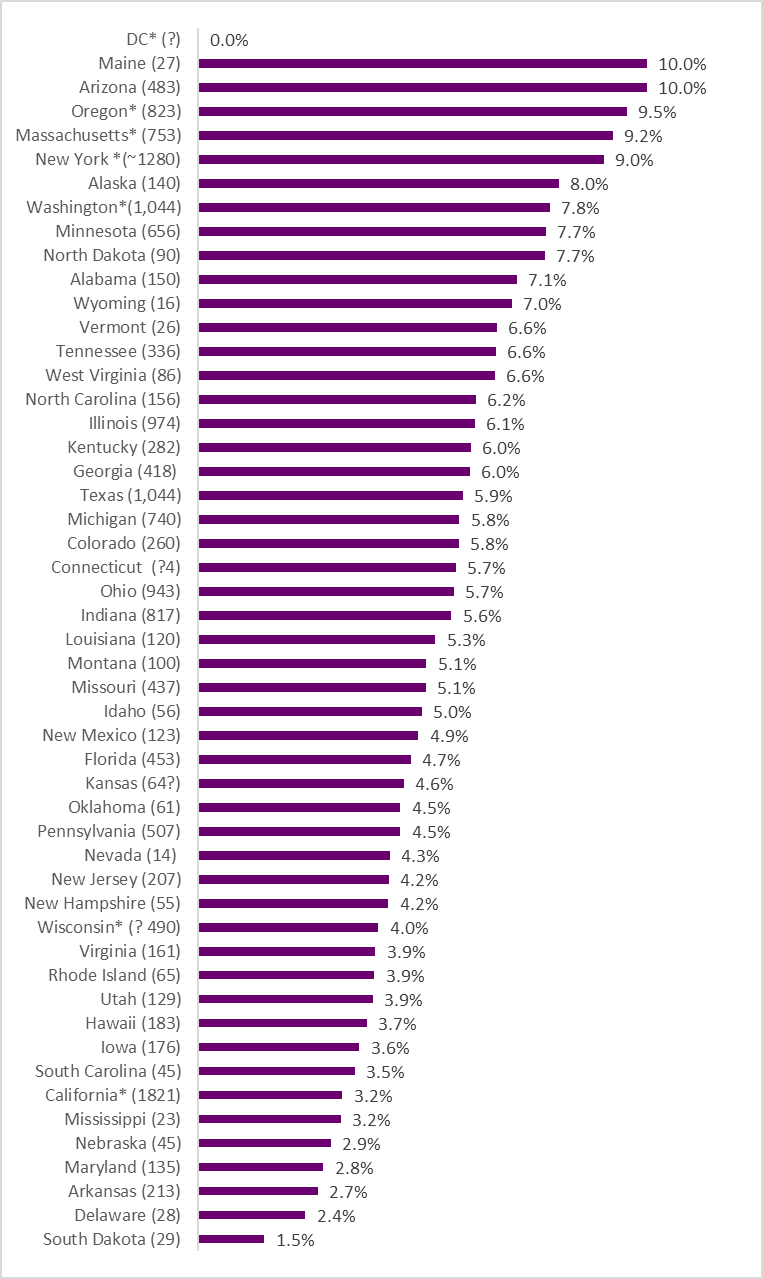 DC* (?) 0.0%
Maine (27) 10.0%
Arizona (483) 10.0%
Oregon* (823) 9.5%
Massachusetts* (753) 9.2%
New York *(~1280) 9.0%
Alaska (140) 8.0%
Washington*(1,044) 7.8%
Minnesota (656) 7.7%
North Dakota (90) 7.7%
Alabama (150) 7.1%
Wyoming (16) 7.0%
Vermont (26) 6.6%
Tennessee (336) 6.6%
West Virginia (86) 6.6%
North Carolina (156) 6.2%
Illinois (974) 6.1%
Kentucky (282) 6.0%
Georgia (418) 6.0%
Texas (1,044) 5.9%
Michigan (740) 5.8%
Colorado (260) 5.8%
Connecticut (?4) 5.7%
Ohio (943) 5.7%
Indiana (817) 5.6%
Louisiana (120) 5.3%
Montana (100) 5.1%
Missouri (437) 5.1%
Idaho (56) 5.0%
New Mexico (123) 4.9%
Florida (453) 4.7%
Kansas (64?) 4.6%
Oklahoma (61) 4.5%
Pennsylvania (507) 4.5%
Nevada (14) 4.3%
New Jersey (207) 4.2%
New Hampshire (55) 4.2%
Wisconsin* (? 490) 4.0%
Virginia (161) 3.9%
Rhode Island (65) 3.9%
Utah (129) 3.9%
Hawaii (183) 3.7%
Iowa (176) 3.6%
South Carolina (45) 3.5%
California* (1821) 3.2%
Mississippi (23) 3.2%
Nebraska (45) 2.9%
Maryland (135) 2.8%
Arkansas (213) 2.7%
Delaware (28) 2.4%
South Dakota (29) 1.5%